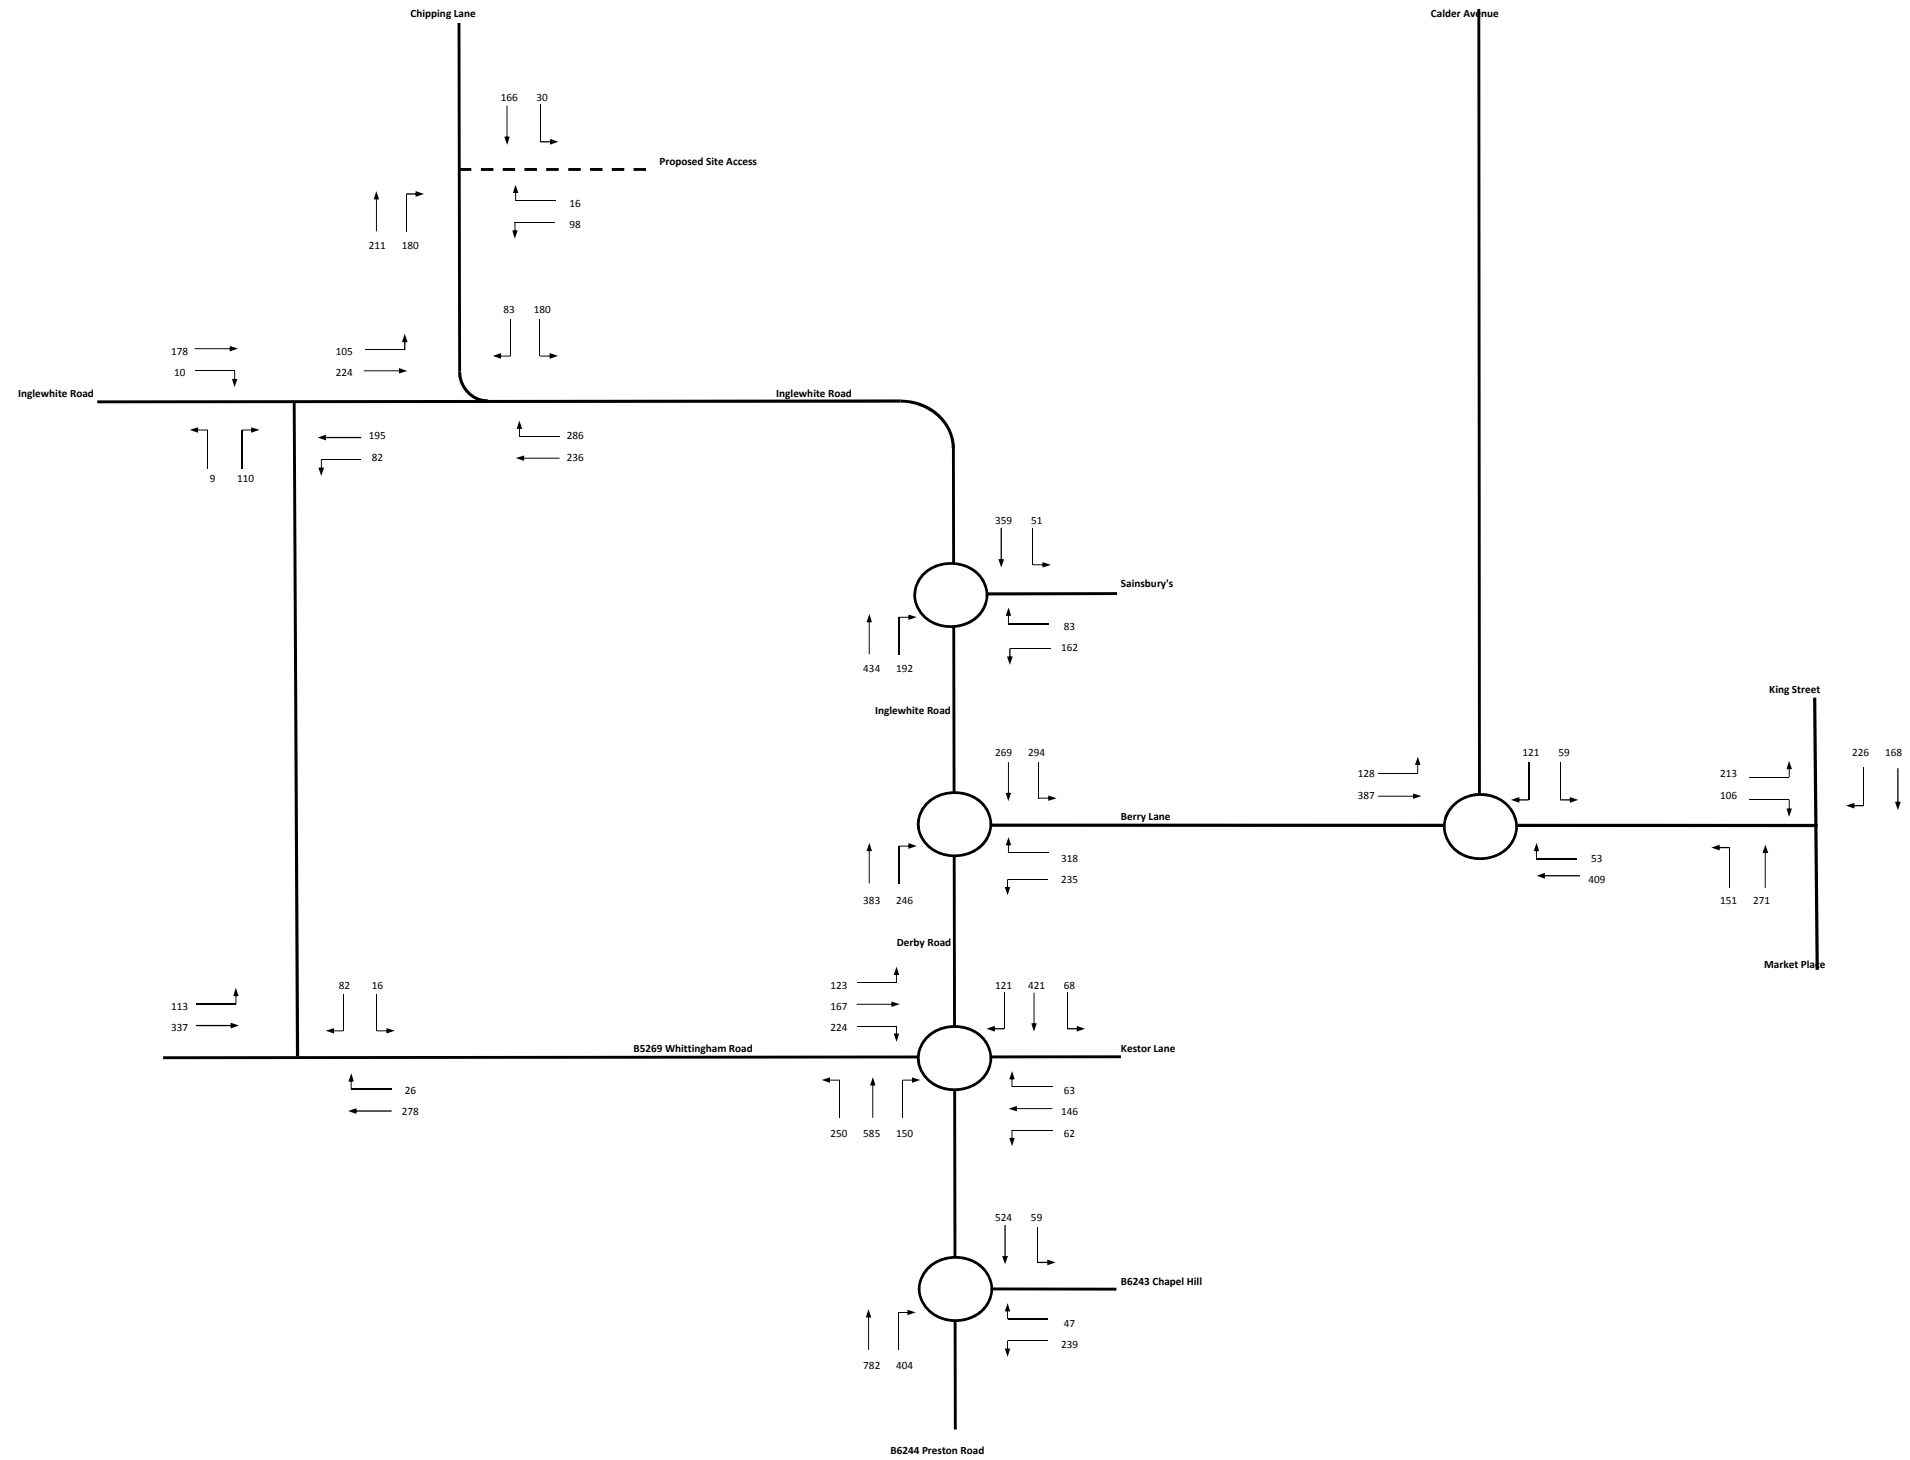 Chipping Lane Calder Avenue
166 30
Proposed Site Access
16
98
211 180
83 180
178 105
10 224
Inglewhite Road Inglewhite Road
195 286
82 236
9 110
359 51
Sainsbury's
83
162
434 192
King Street
Inglewhite Road
269 294 121 59 226 168
128 213
387 106
Berry Lane
318 53
235 409
383 246 151 271
Derby Road Market Place
82 16 123 121 421 68
113 167
337 224
B5269 Whittingham Road Kestor Lane
26 63
278 146
250 585 150 62
524 59
B6243 Chapel Hill
47
239
782 404
B6244 Preston Road